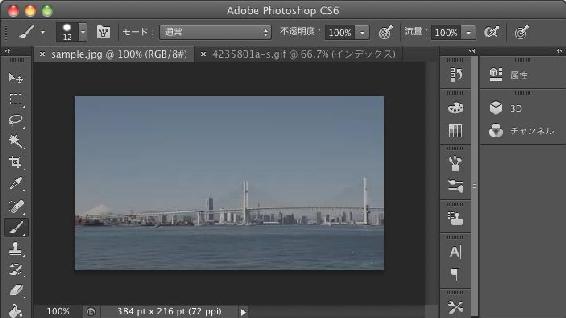 Adobe Photoshop CS6
12 モード： 通常 不透明度： 100% 流量： 100%
× sample.jpg @ 100% (RGB/8#) × 4235801a-s.gif @ 66.7% (インデックス)
属性
3D
チャンネル
A|
100% 384 pt x 216 pt (72 ppi)